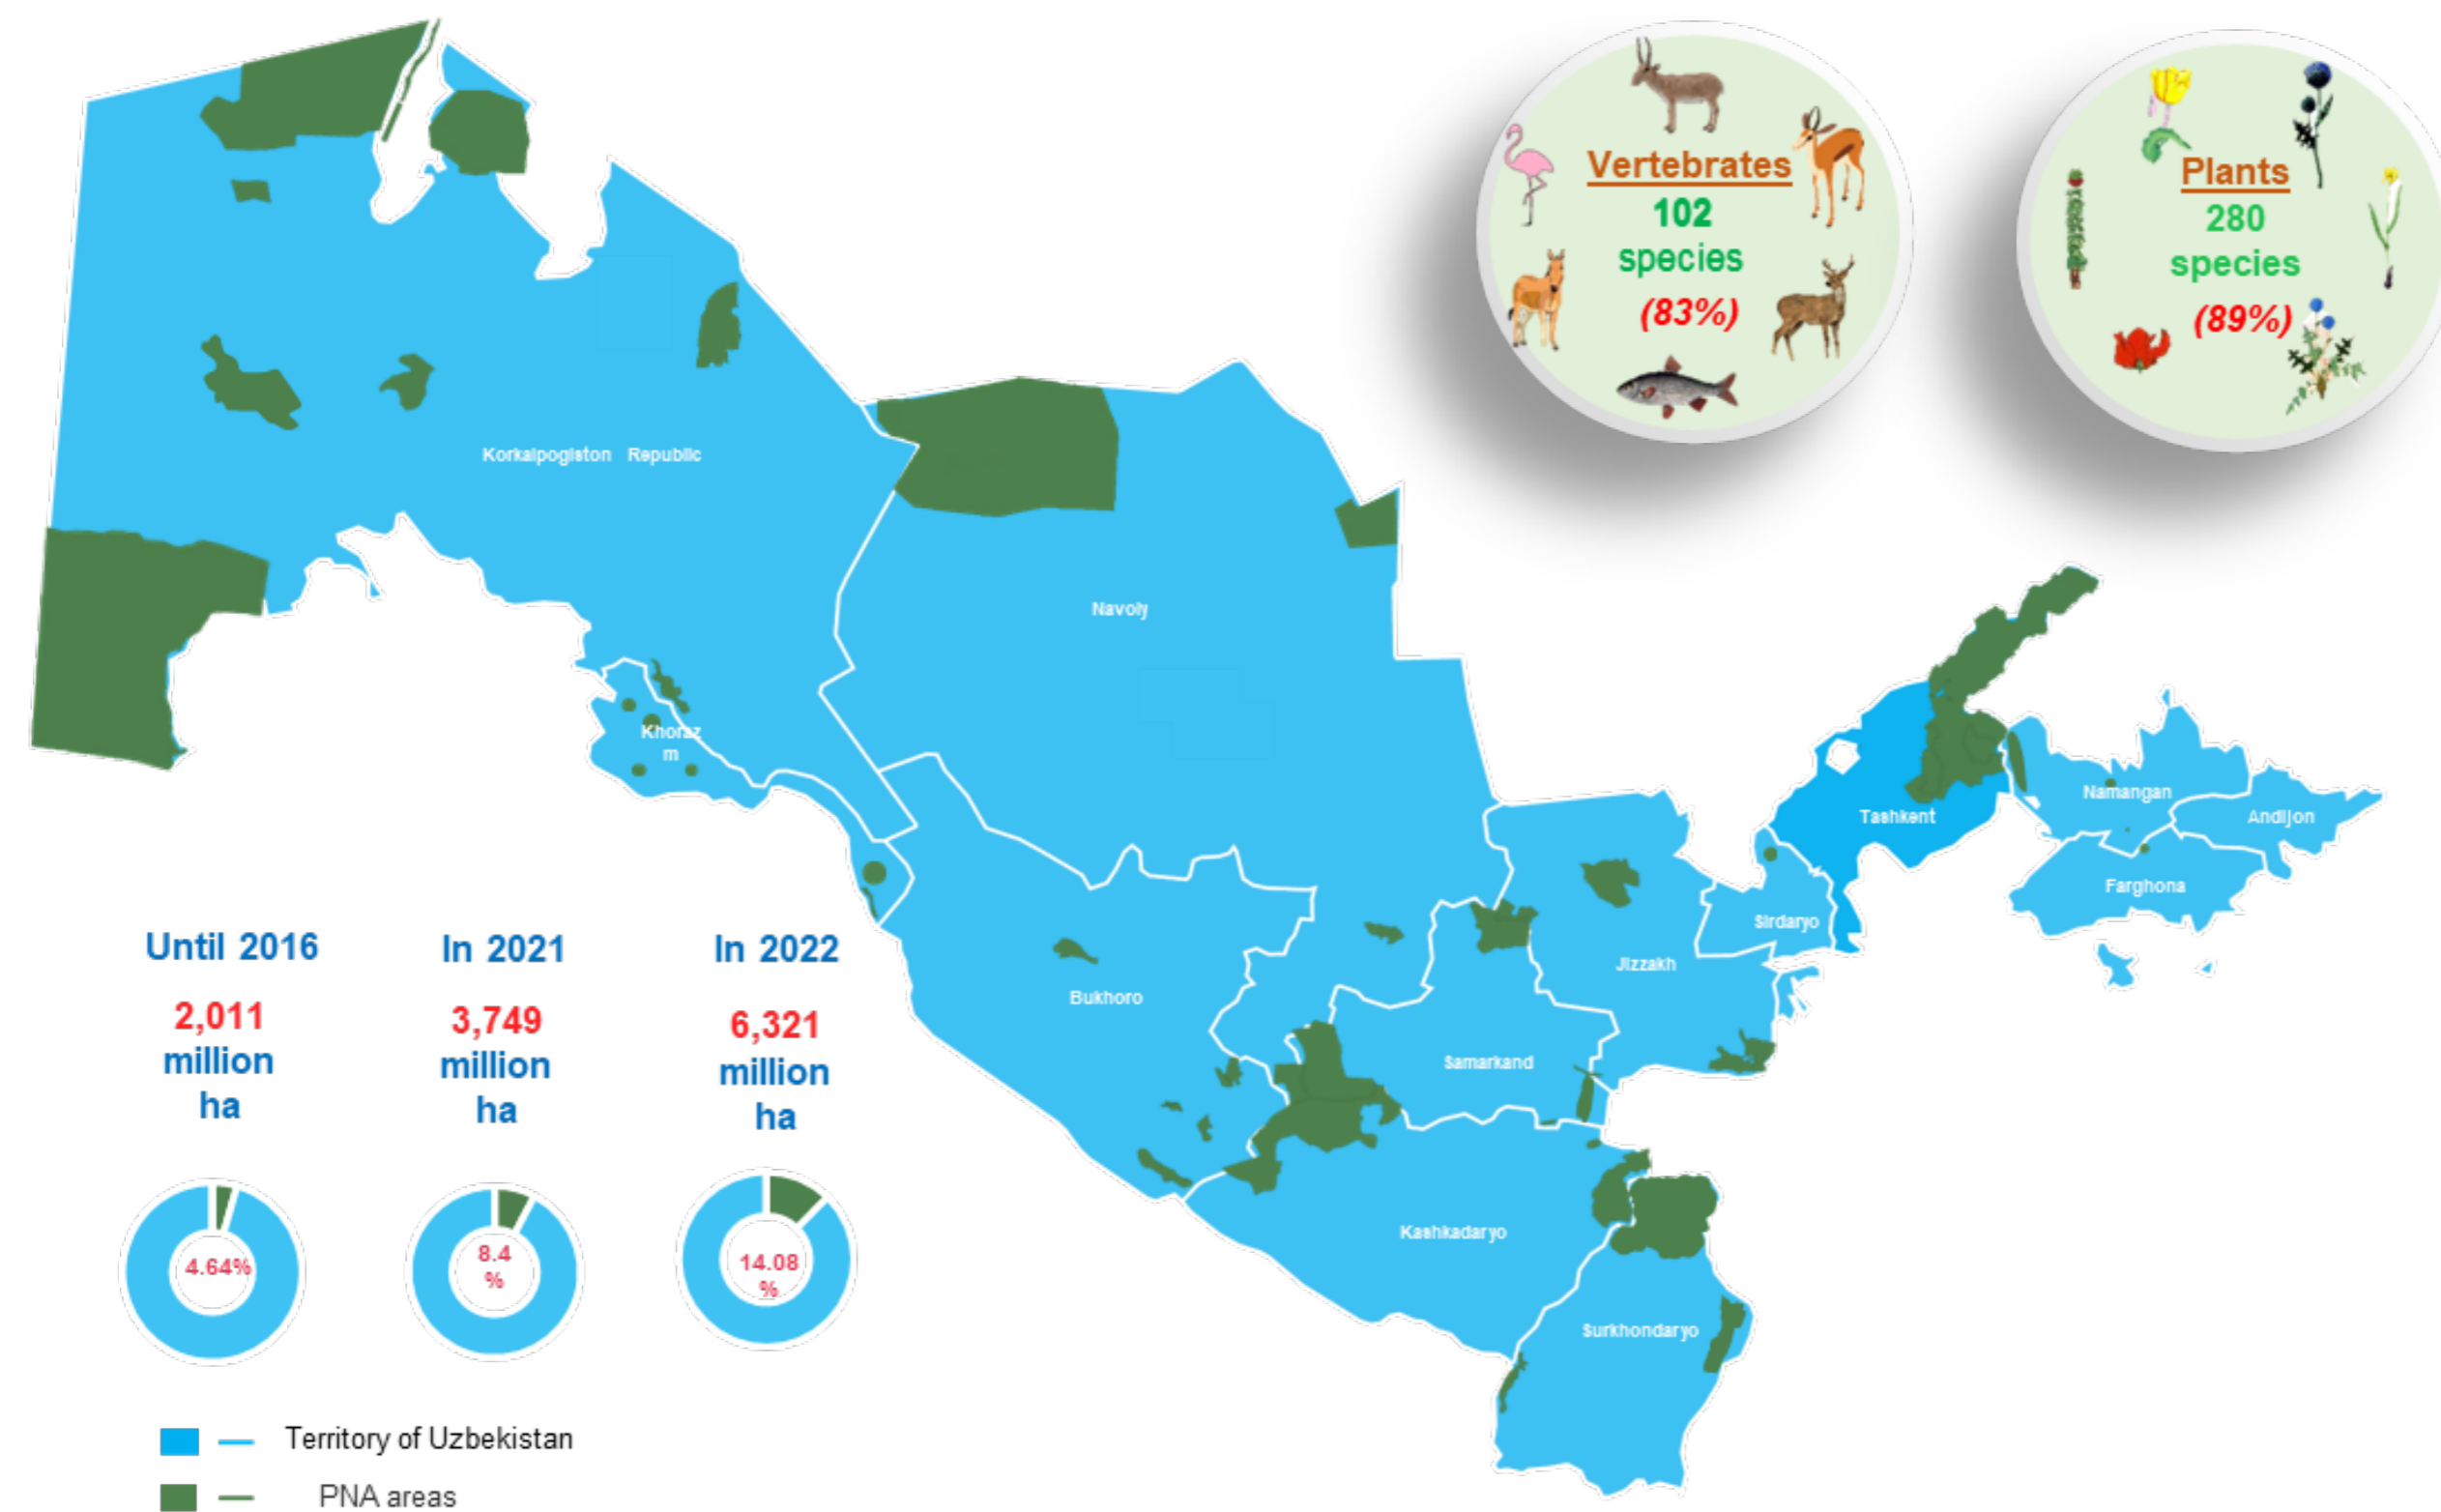 Vertebrates
102
species
(83%)
Plants
280
species
(89%)
Korkalpogiston Republic
Navoiy
Khoraz
m
Namangan
Andijon
Tashkent
Farghona
Sirdaryo
Jizzakh
Bukhoro
Samarkand
Kashkadaryo
Surkhondaryo
Until 2016
2,011
million
ha
In 2021
3,749
million
ha
In 2022
6,321
million
ha
4.64%
8.4
%
14.08
%
Territory of Uzbekistan
PNA areas